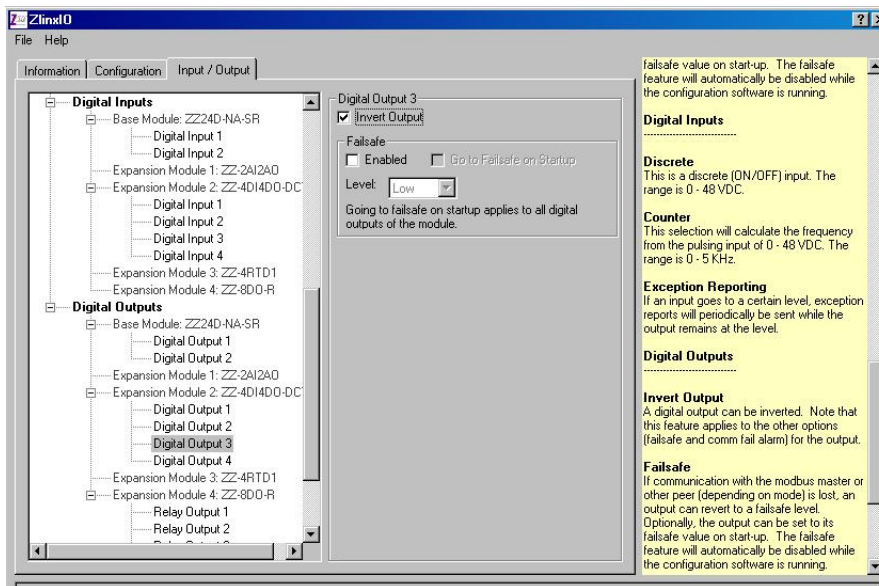 ZlinxIO
File Help
Information Configuration Input / Output
Digital Inputs
Base Module: ZZ24D-NA-SR
Digital Input 1
Digital Input 2
Expansion Module 1: ZZ-2AI2AO
Expansion Module 2: ZZ-4DI4DO-DCT
Digital Input 1
Digital Input 2
Digital Input 3
Digital Input 4
Expansion Module 3: ZZ-4RTD1
Expansion Module 4: ZZ-8DO-R
Digital Outputs
Base Module: ZZ24D-NA-SR
Digital Output 1
Digital Output 2
Expansion Module 1: ZZ-2AI2AO
Expansion Module 2: ZZ-4DI4DO-DCT
Digital Output 1
Digital Output 2
Digital Output 3
Digital Output 4
Expansion Module 3: ZZ-4RTD1
Expansion Module 4: ZZ-8DO-R
Relay Output 1
Relay Output 2
Digital Output 3
Invert Output
Failsafe
Enabled Go to Failsafe on Startup
Level: Low
Going to failsafe on startup applies to all digital
outputs of the module.
failsafe value on start-up. The failsafe
feature will automatically be disabled while
the configuration software is running.
Digital Inputs
----------------------------
Discrete
This is a discrete (ON/OFF) input. The
range is 0 - 48 VDC.
Counter
This selection will calculate the frequency
from the pulsing input of 0 - 48 VDC. The
range is 0 - 5 KHz.
Exception Reporting
If an input goes to a certain level, exception
reports will periodically be sent while the
output remains at the level.
Digital Outputs
----------------------------
Invert Output
A digital output can be inverted. Note that
this feature applies to the other options
(failsafe and comm fail alarm) for the output.
Failsafe
If communication with the modbus master or
other peer (depending on mode) is lost, an
output can revert to a failsafe level.
Optionally, the output can be set to its
failsafe value on start-up. The failsafe
feature will automatically be disabled while
the configuration software is running.